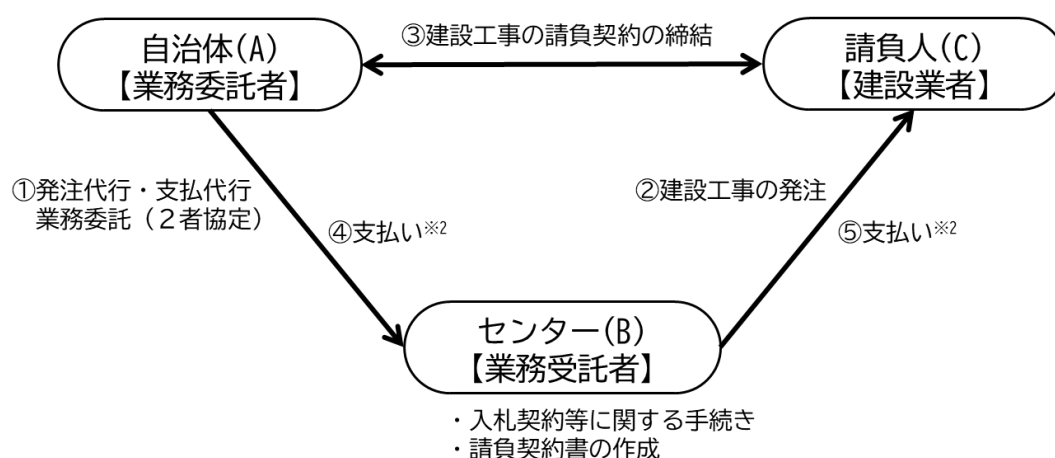 ③建設工事の請負契約の締結
自治体(A)
【業務委託者】
請負人(C)
【建設業者】
①発注代行・支払代行
業務委託（２者協定）
④支払い※2
②建設工事の発注
⑤支払い※2
センター(B)
【業務受託者】
・入札契約等に関する手続き
・請負契約書の作成